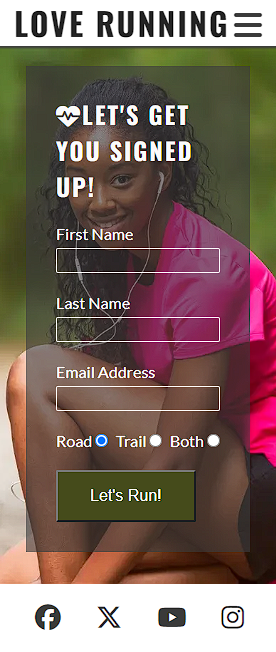 LOVE RUNNING
LET'S GET
YOU SIGNED
UP!
First Name
Last Name
Email Address
Road Trail Both
Let's Run!